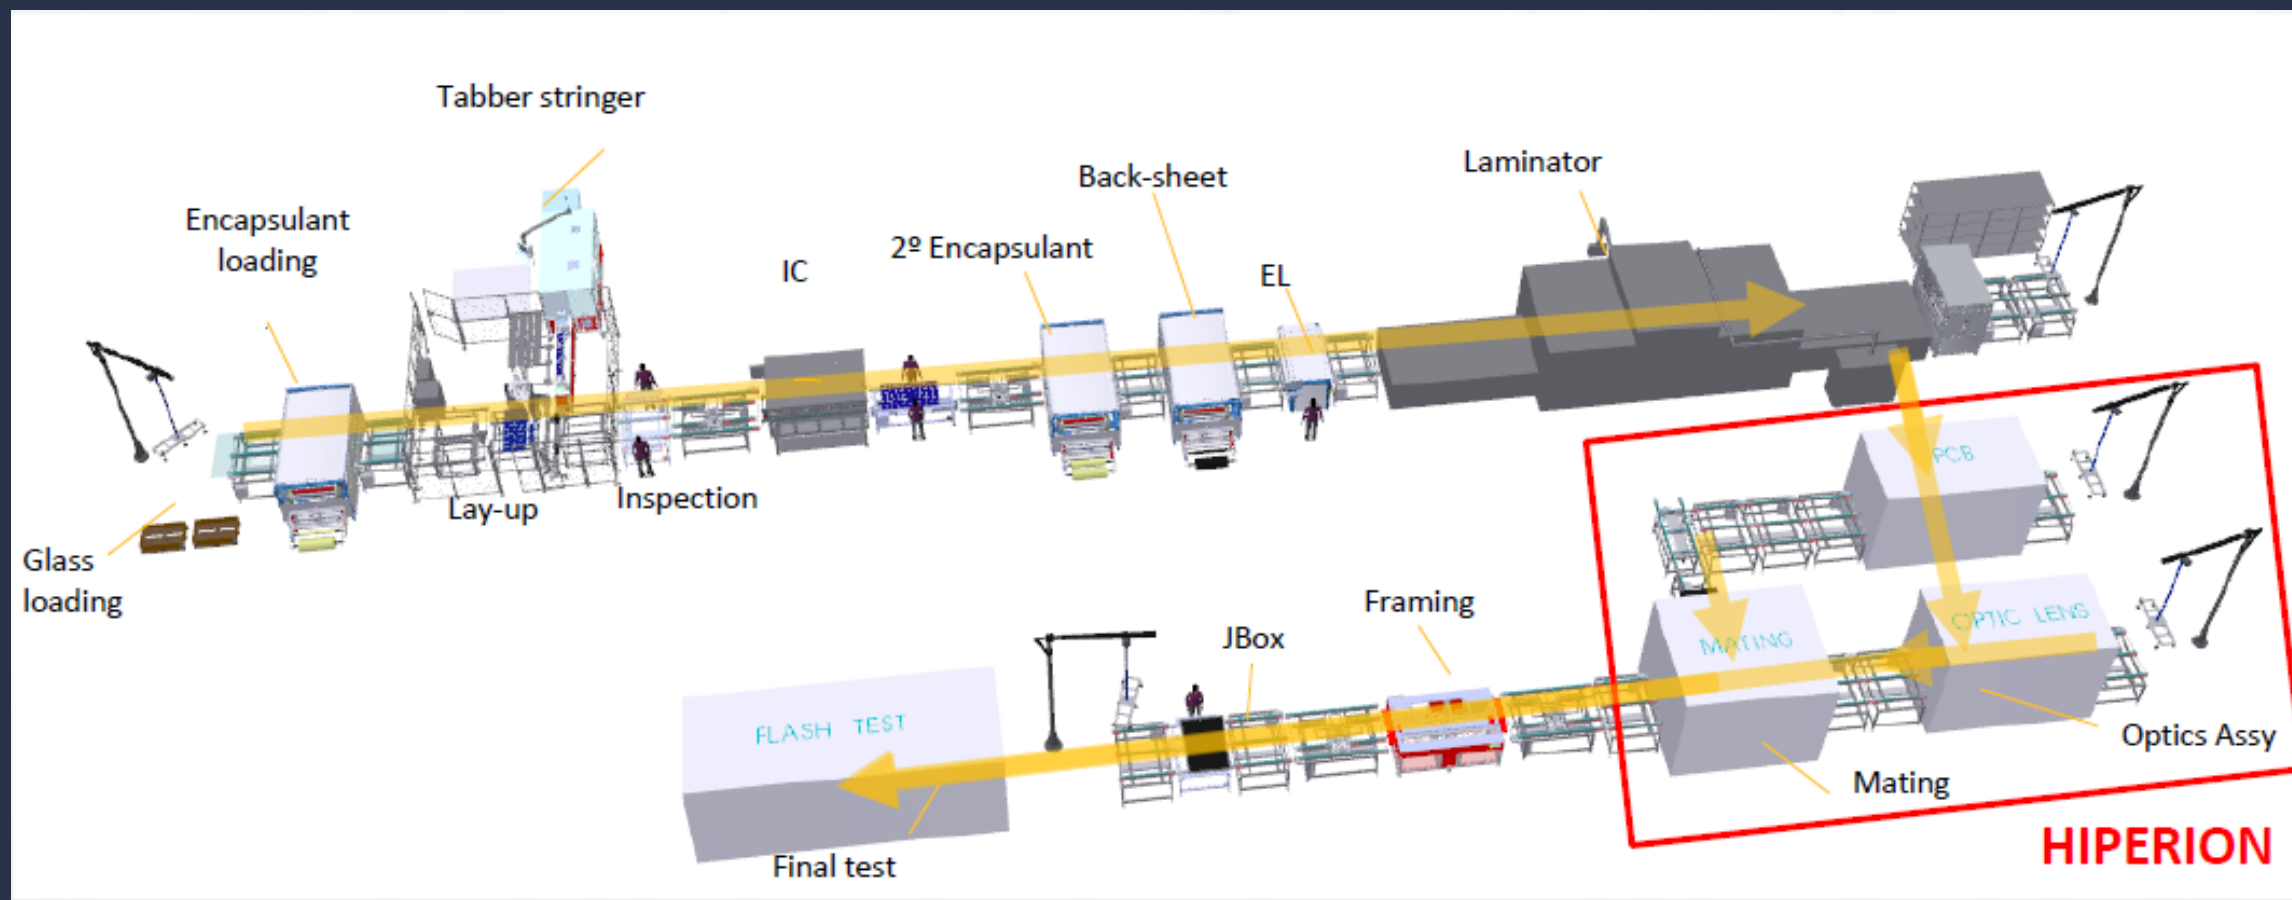 Tabber stringer
Encapsulant
loading
IC
2º Encapsulant
Back-sheet
EL
Laminator
Glass
loading
Lay-up
Inspection
PCB
OPTIC LENS
MATING
Framing
JBox
FLASH TEST
Final test
Optics Assy
Mating
HIPERION